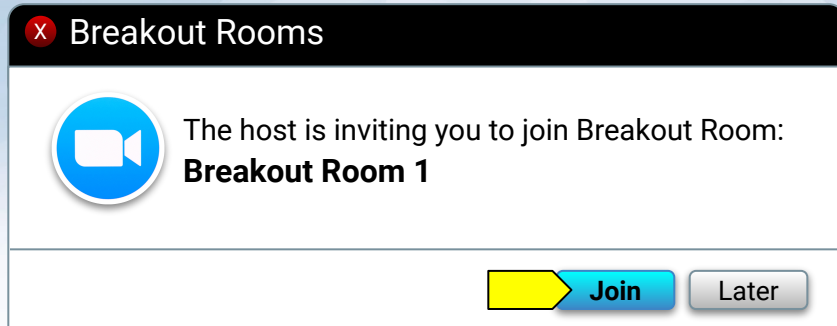 X Breakout Rooms
The host is inviting you to join Breakout Room:
Breakout Room 1
Join Later